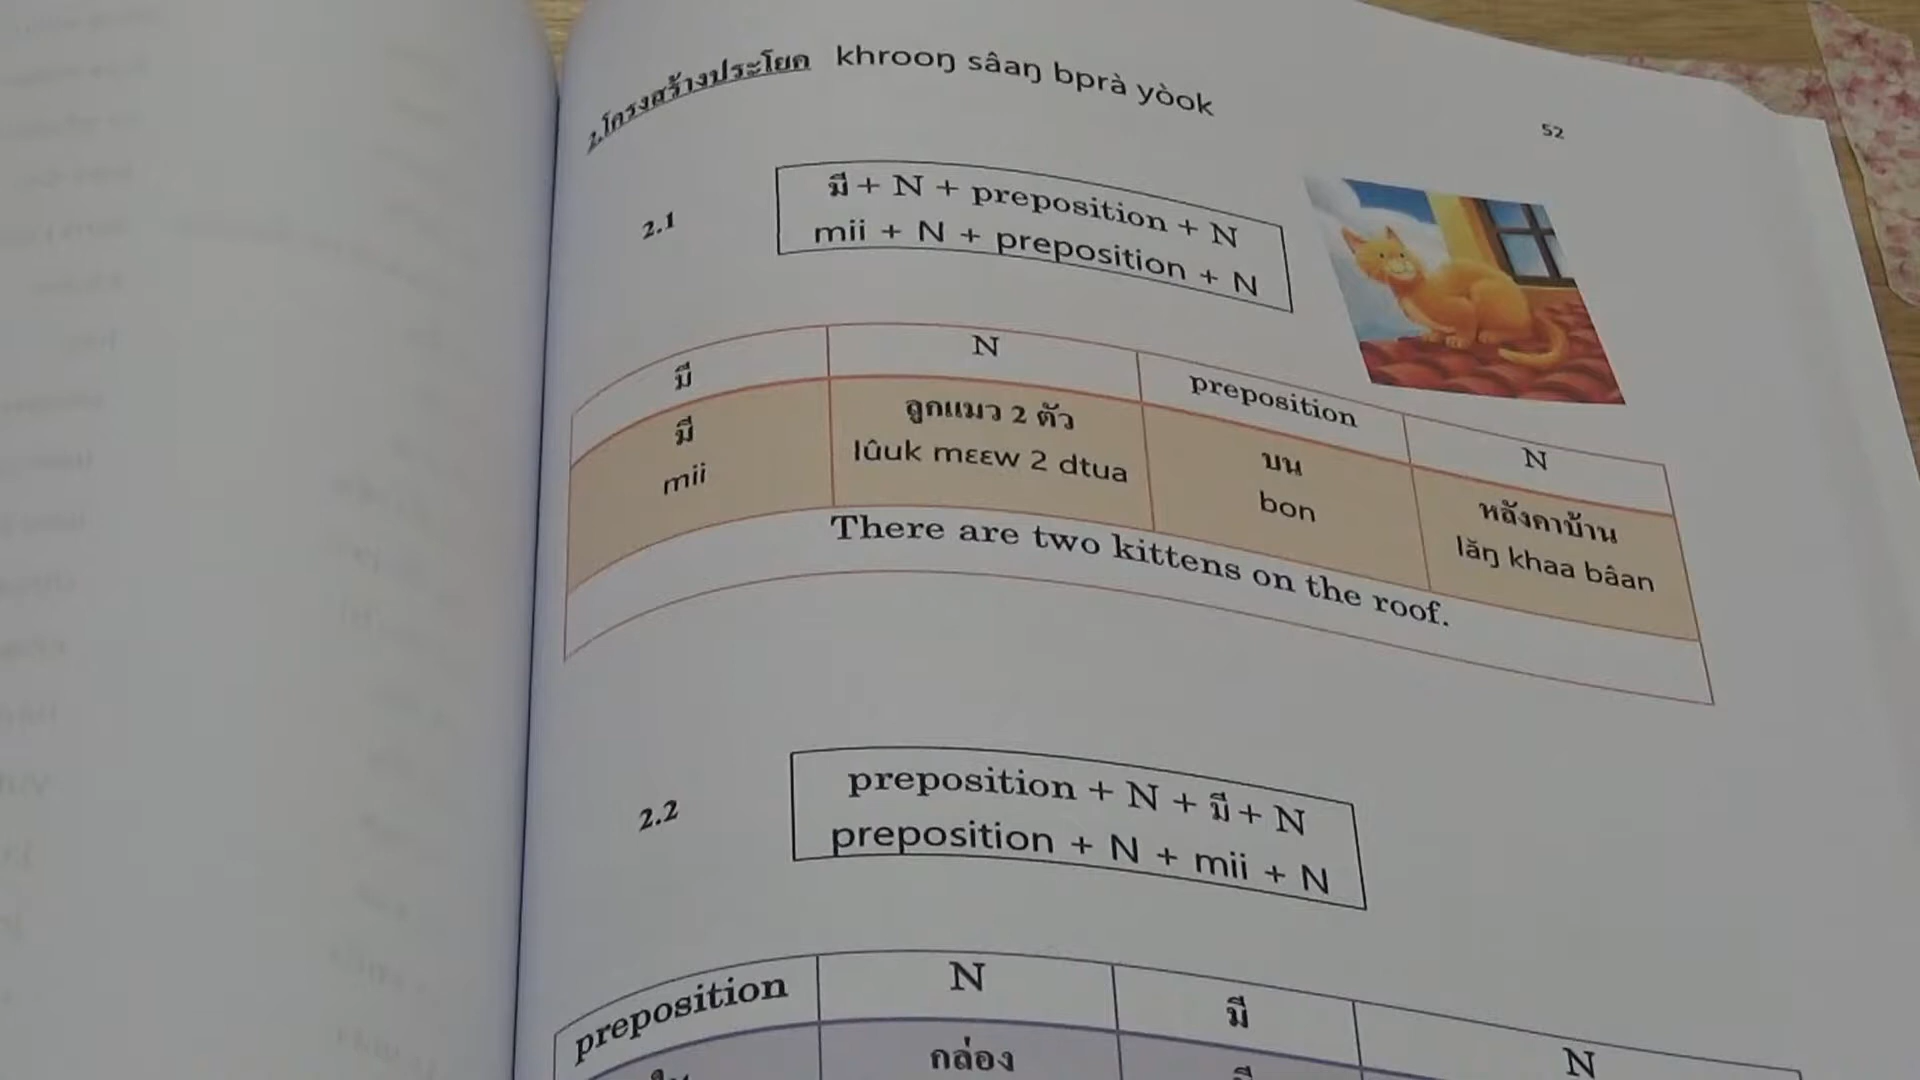 2.โครงสร้างประโยค khrooŋ sâaŋ bprà yòok
52
2.1
มี + N + preposition + N
mii + N + preposition + N
มี N preposition N
มี ลูกแมว 2 ตัว บน หลังคาบ้าน
mii lûuk mɛɛw 2 dtua bon lăŋ khaa bâan
There are two kittens on the roof.
2.2
preposition + N + มี + N
preposition + N + mii + N
preposition N มี N
กล่อง